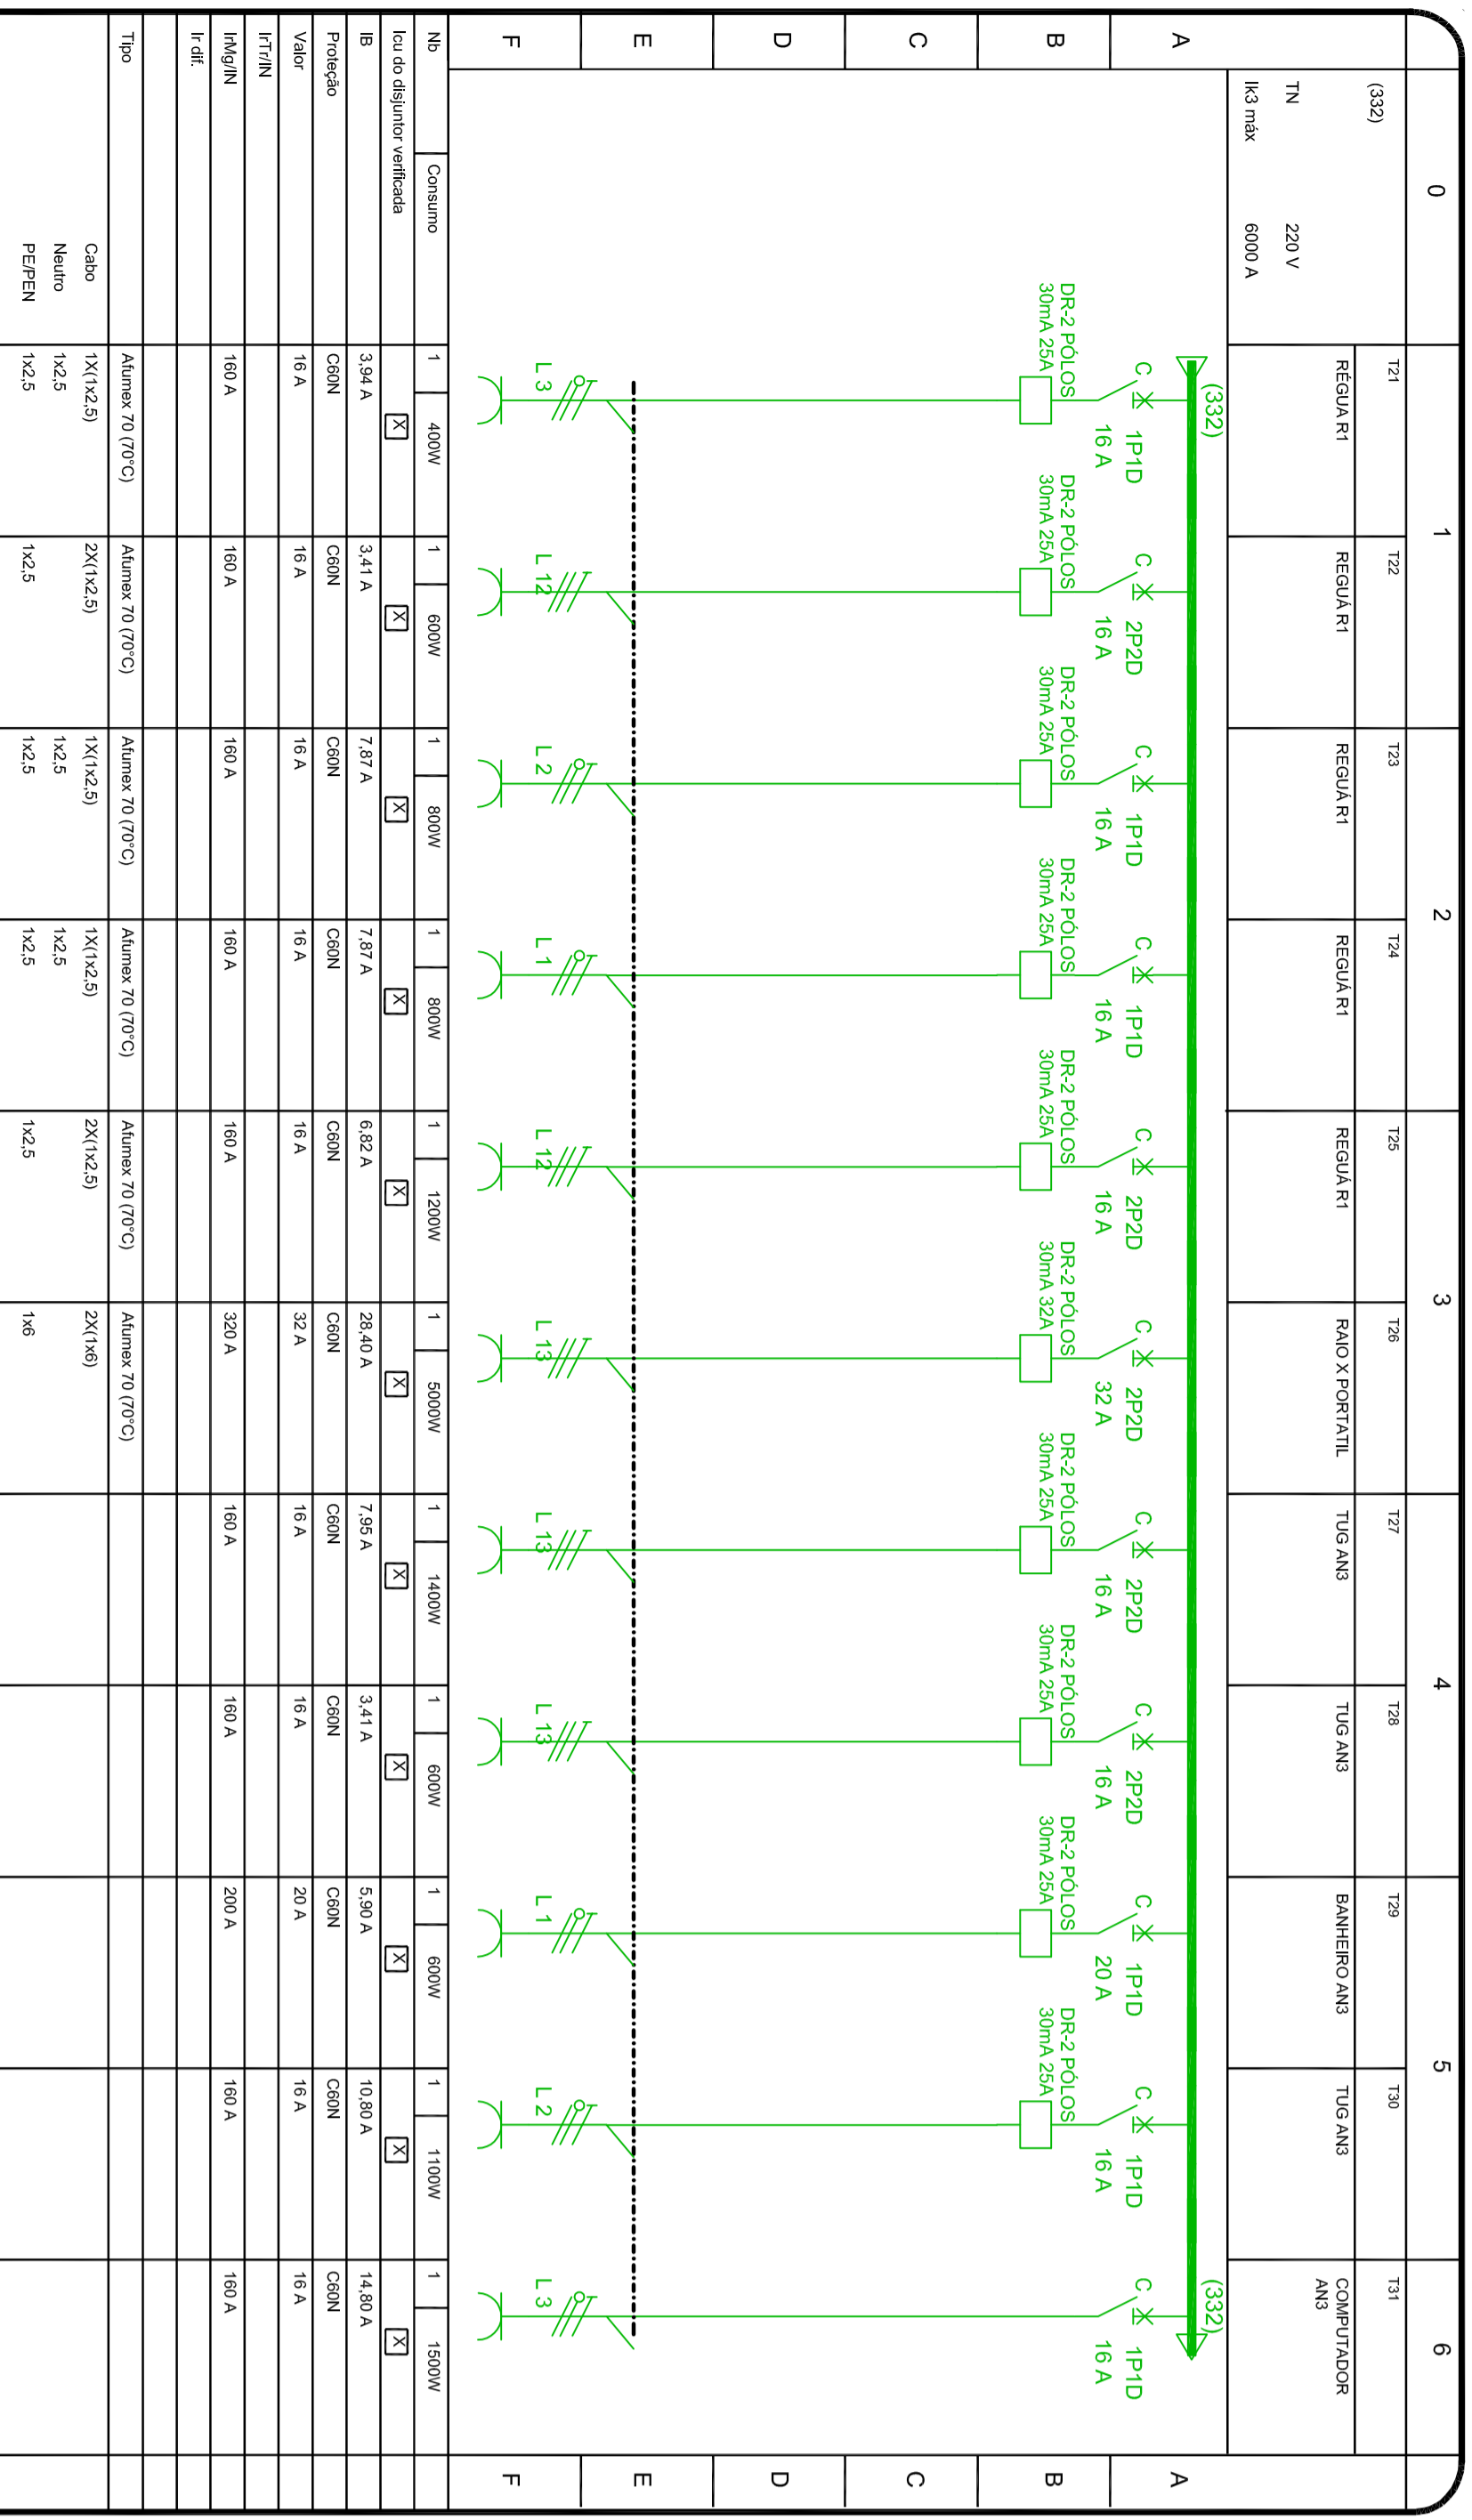 0 1 2 3 4 5 6
(332) T21 T22 T23 T24 T25 T26 T27 T28 T29 T30 T31
RÉGUA R1 REGUÁ R1 REGUÁ R1 REGUÁ R1 REGUÁ R1 RAIO X PORTATIL TUG AN3 TUG AN3 BANHEIRO AN3 TUG AN3 COMPUTADOR
AN3
TN 220 V
Ik3 máx 6000 A
(332) (332)
A A
C C C C C C C C C C C
1P1D 2P2D 1P1D 1P1D 2P2D 2P2D 2P2D 2P2D 1P1D 1P1D 1P1D
16 A 16 A 16 A 16 A 16 A 32 A 16 A 16 A 20 A 16 A 16 A
DR-2 PÓLOS DR-2 PÓLOS DR-2 PÓLOS DR-2 PÓLOS DR-2 PÓLOS DR-2 PÓLOS DR-2 PÓLOS DR-2 PÓLOS DR-2 PÓLOS DR-2 PÓLOS
B B
30mA 25A 30mA 25A 30mA 25A 30mA 25A 30mA 25A 30mA 32A 30mA 25A 30mA 25A 30mA 25A 30mA 25A
C C
D D
E E
L 3 L 12 L 2 L 1 L 12 L 13 L 13 L 13 L 1 L 2 L 3
F F
Nb Consumo 1 400W 1 600W 1 800W 1 800W 1 1200W 1 5000W 1 1400W 1 600W 1 600W 1 1100W 1 1500W
Icu do disjuntor verificada X X X X X X X X X X X
IB 3,94 A 3,41 A 7,87 A 7,87 A 6,82 A 28,40 A 7,95 A 3,41 A 5,90 A 10,80 A 14,80 A
Proteção C60N C60N C60N C60N C60N C60N C60N C60N C60N C60N C60N
Valor 16 A 16 A 16 A 16 A 16 A 32 A 16 A 16 A 20 A 16 A 16 A
IrTr/IN
IrMg/IN 160 A 160 A 160 A 160 A 160 A 320 A 160 A 160 A 200 A 160 A 160 A
Ir dif.
Tipo Afumex 70 (70°C) Afumex 70 (70°C) Afumex 70 (70°C) Afumex 70 (70°C) Afumex 70 (70°C) Afumex 70 (70°C)
Cabo 1X(1x2,5) 2X(1x2,5) 1X(1x2,5) 1X(1x2,5) 2X(1x2,5) 2X(1x6)
Neutro 1x2,5 1x2,5 1x2,5
PE/PEN 1x2,5 1x2,5 1x2,5 1x2,5 1x2,5 1x6